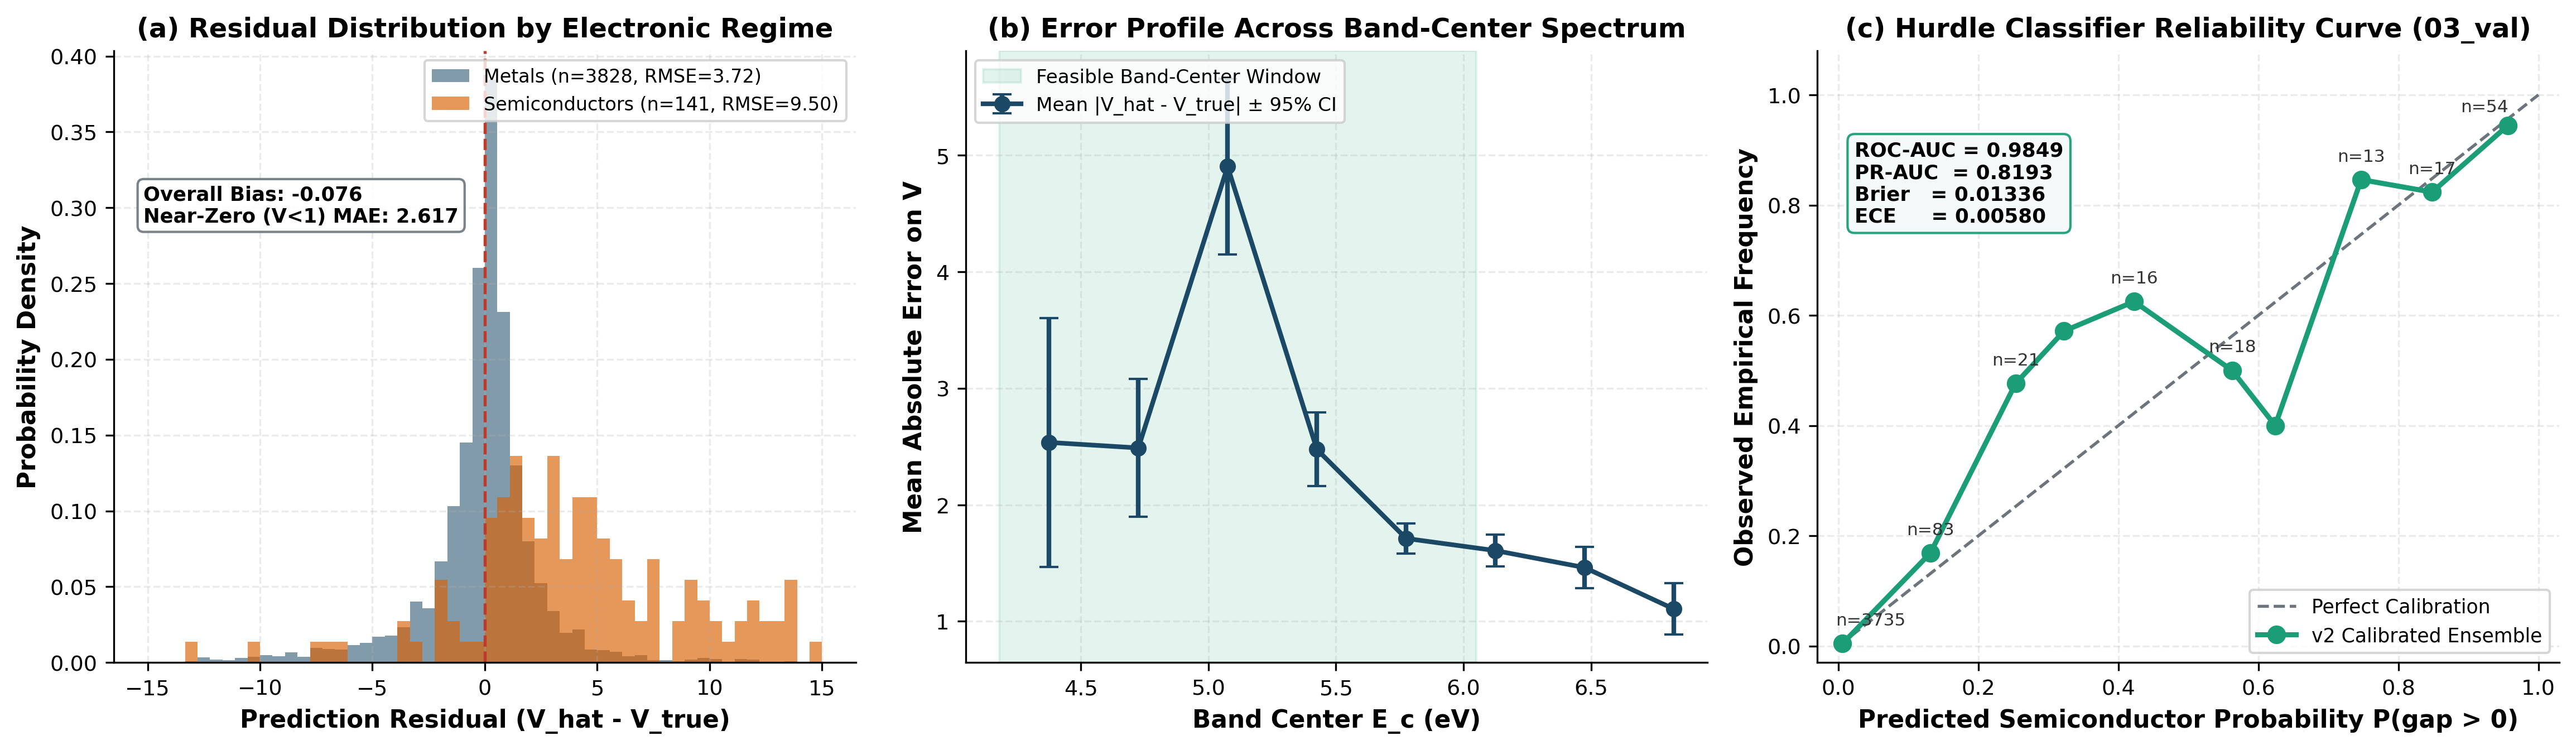 (a) Residual Distribution by Electronic Regime
Probability Density
0.40
0.35
0.30
0.25
0.20
0.15
0.10
0.05
0.00
Metals (n=3828, RMSE=3.72)
Semiconductors (n=141, RMSE=9.50)
Overall Bias: -0.076
Near-Zero (V<1) MAE: 2.617
−15
−10
−5
0
5
10
15
Prediction Residual (V_hat - V_true)
(b) Error Profile Across Band-Center Spectrum
Mean Absolute Error on V
5
4
3
2
1
Feasible Band-Center Window
Mean |V_hat - V_true| ± 95% CI
4.5
5.0
5.5
6.0
6.5
Band Center E_c (eV)
(c) Hurdle Classifier Reliability Curve (03_val)
Observed Empirical Frequency
1.0
0.8
0.6
0.4
0.2
0.0
ROC-AUC = 0.9849
PR-AUC = 0.8193
Brier = 0.01336
ECE = 0.00580
n=3735
n=83
n=21
n=16
n=18
n=13
n=17
n=54
Perfect Calibration
v2 Calibrated Ensemble
0.0
0.2
0.4
0.6
0.8
1.0
Predicted Semiconductor Probability P(gap > 0)